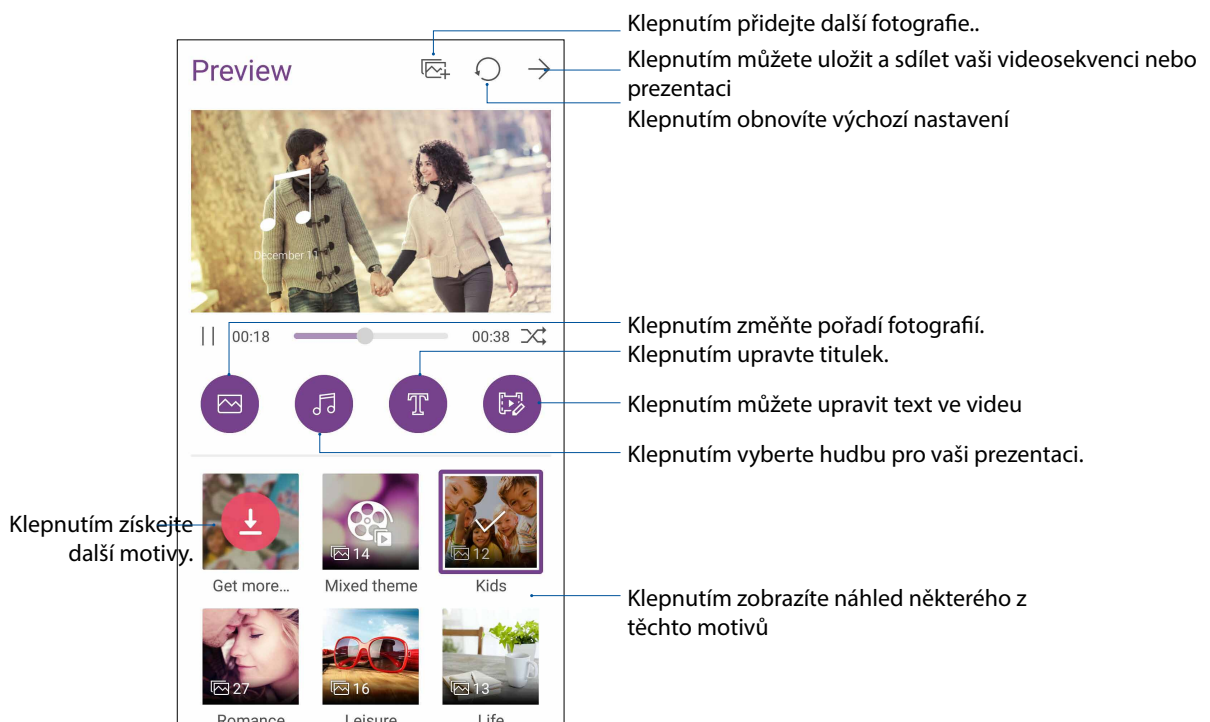 Klepnutím přidejte další fotografie..
Klepnutím můžete uložit a sdílet vaši videosekvenci nebo
prezentaci
Klepnutím obnovíte výchozí nastavení
Preview
December 11
00:18
00:38
Klepnutím změňte pořadí fotografií.
Klepnutím upravte titulek.
Klepnutím můžete upravit text ve videu
Klepnutím vyberte hudbu pro vaši prezentaci.
Klepnutím získejte
další motivy.
14
12
Get more...
Mixed theme
Kids
Klepnutím zobrazíte náhled některého z
těchto motivů
27
16
13
Romance
Leisure
Life